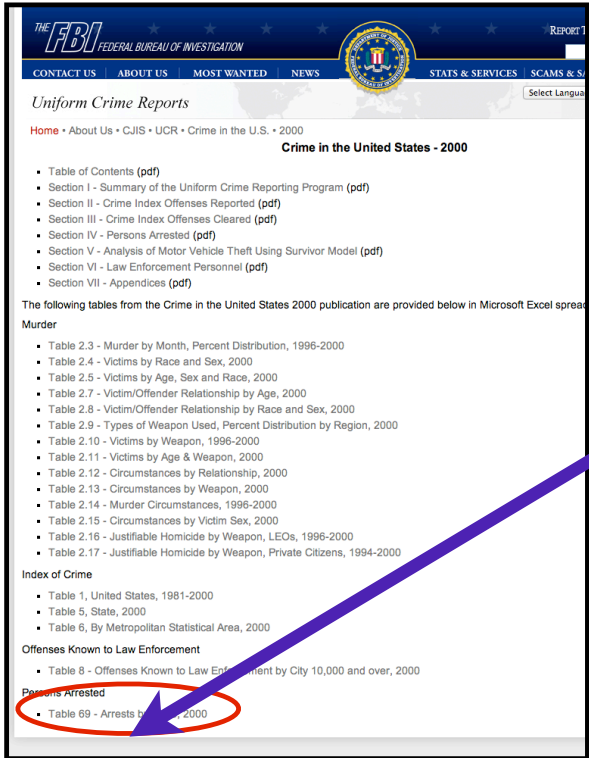 THE FBI FEDERAL BUREAU OF INVESTIGATION
REPORT T
CONTACT US ABOUT US MOST WANTED NEWS STATS & SERVICES SCAMS & SA
Select Langua
Uniform Crime Reports
Home • About Us • CJIS • UCR • Crime in the U.S. • 2000
Crime in the United States - 2000
Table of Contents (pdf)
Section I - Summary of the Uniform Crime Reporting Program (pdf)
Section II - Crime Index Offenses Reported (pdf)
Section III - Crime Index Offenses Cleared (pdf)
Section IV - Persons Arrested (pdf)
Section V - Analysis of Motor Vehicle Theft Using Survivor Model (pdf)
Section VI - Law Enforcement Personnel (pdf)
Section VII - Appendices (pdf)
The following tables from the Crime in the United States 2000 publication are provided below in Microsoft Excel spread
Murder
Table 2.3 - Murder by Month, Percent Distribution, 1996-2000
Table 2.4 - Victims by Race and Sex, 2000
Table 2.5 - Victims by Age, Sex and Race, 2000
Table 2.7 - Victim/Offender Relationship by Age, 2000
Table 2.8 - Victim/Offender Relationship by Race and Sex, 2000
Table 2.9 - Types of Weapon Used, Percent Distribution by Region, 2000
Table 2.10 - Victims by Weapon, 1996-2000
Table 2.11 - Victims by Age & Weapon, 2000
Table 2.12 - Circumstances by Relationship, 2000
Table 2.13 - Circumstances by Weapon, 2000
Table 2.14 - Murder Circumstances, 1996-2000
Table 2.15 - Circumstances by Victim Sex, 2000
Table 2.16 - Justifiable Homicide by Weapon, LEOs, 1996-2000
Table 2.17 - Justifiable Homicide by Weapon, Private Citizens, 1994-2000
Index of Crime
Table 1, United States, 1981-2000
Table 5, State, 2000
Table 6, By Metropolitan Statistical Area, 2000
Offenses Known to Law Enforcement
Table 8 - Offenses Known to Law Enforcement by City 10,000 and over, 2000
Persons Arrested
Table 69 - Arrests by 2000